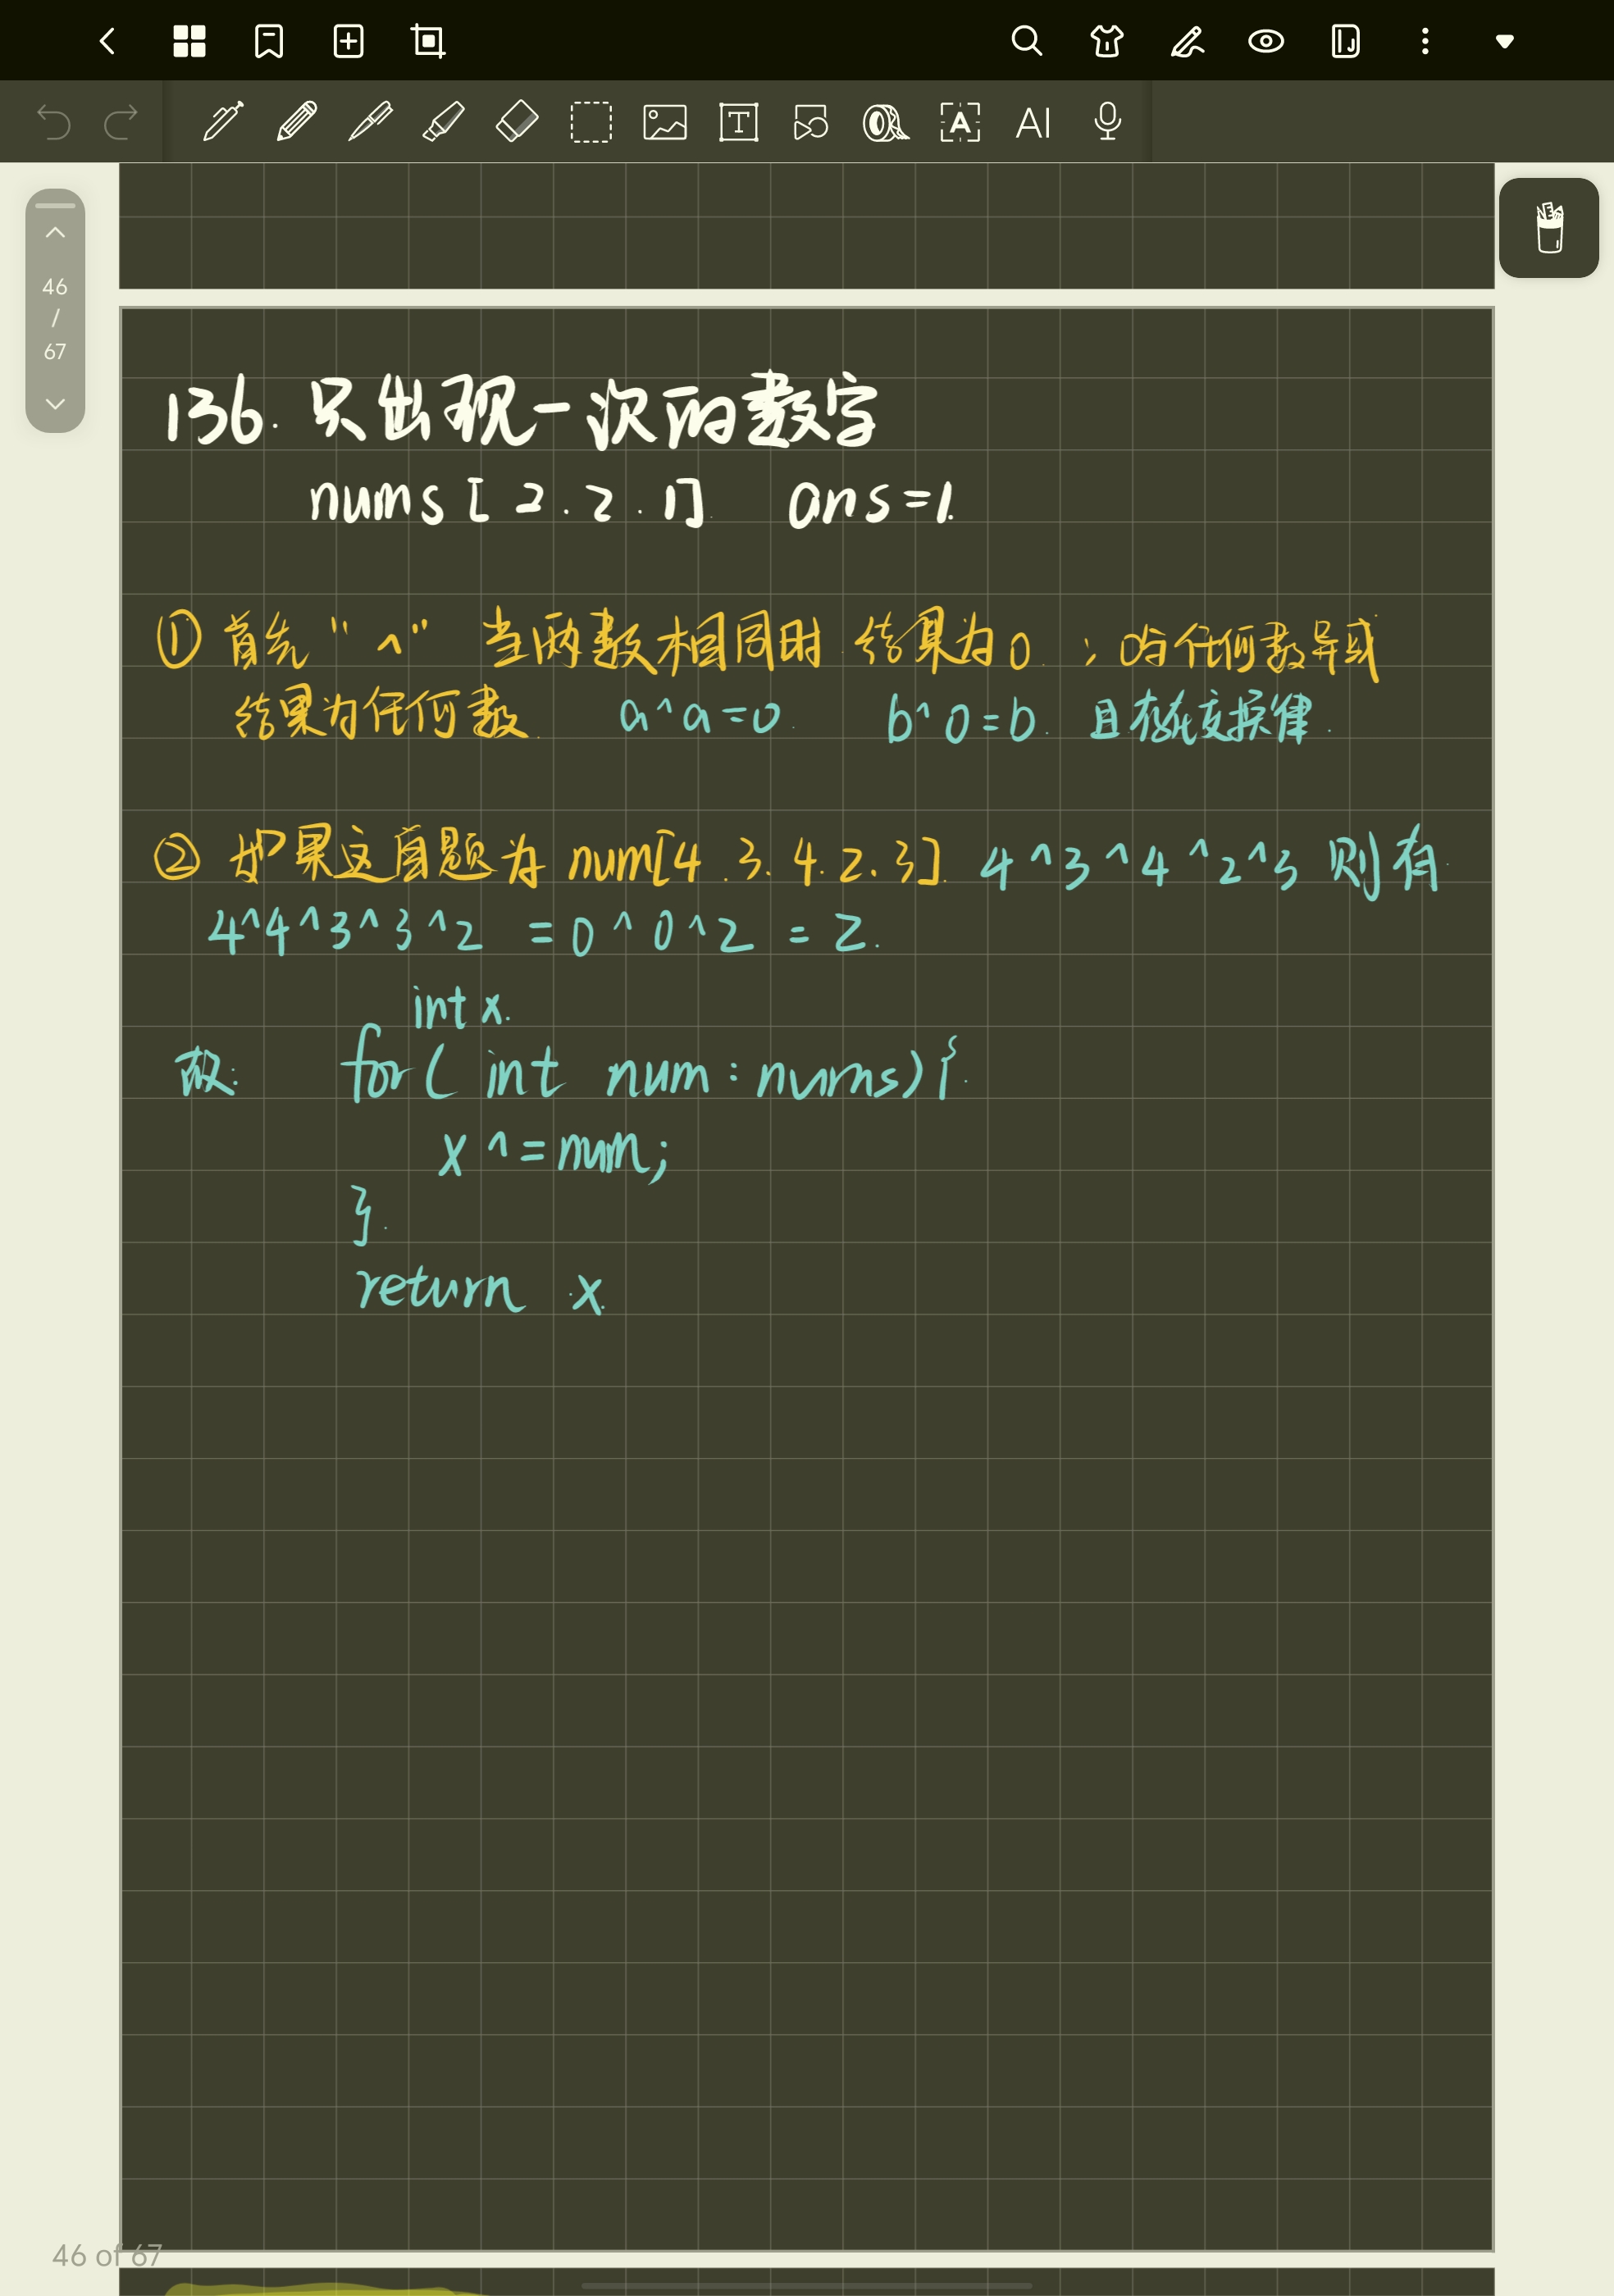 46
/
67
136. 只出现一次的数字
nums [ 2 . 2 . 1] ans=1.
① 首先 "^" 当两数相同时 结果为0 ; 0与任何数异或
结果为任何数. a^a=0. b^0=b. 且存在交换律.
② 如果这道题为 num[4.3.4.2.3]. 4^3^4^2^3 则有
4^4^3^3^2 = 0^0^2 = 2.
int x.
故: for( int num : nums){
x ^= num;
}.
return x
46 of 67